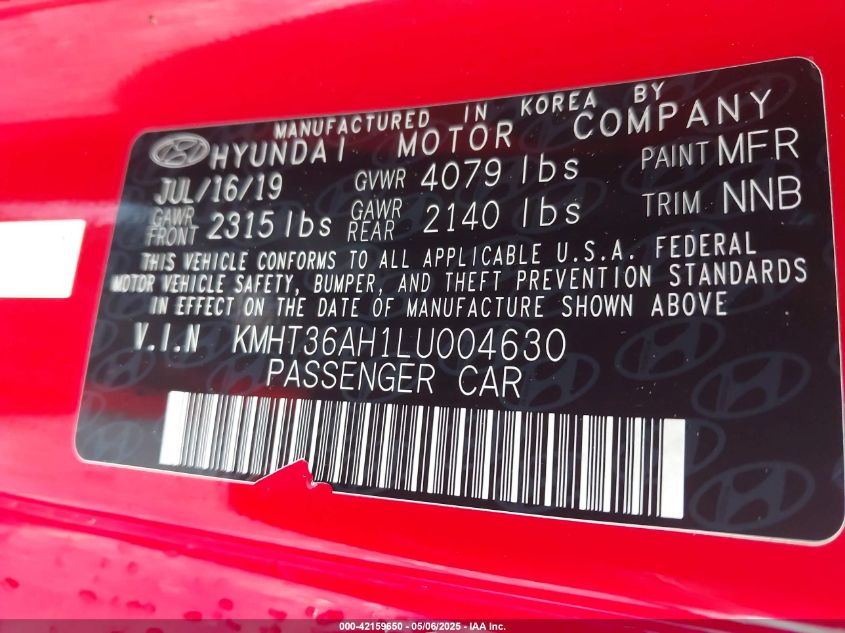 MANUFACTURED IN KOREA BY
HYUNDAI MOTOR COMPANY
JUL/16/19 GVWR 4079 lbs PAINT MFR
GAWR FRONT 2315 lbs GAWR REAR 2140 lbs TRIM NNB
THIS VEHICLE CONFORMS TO ALL APPLICABLE U.S.A. FEDERAL
MOTOR VEHICLE SAFETY, BUMPER, AND THEFT PREVENTION STANDARDS
IN EFFECT ON THE DATE OF MANUFACTURE SHOWN ABOVE
V.I.N KMHT36AH1LU004630
PASSENGER CAR
000-42159650 - 05/06/2025 - IAA Inc.